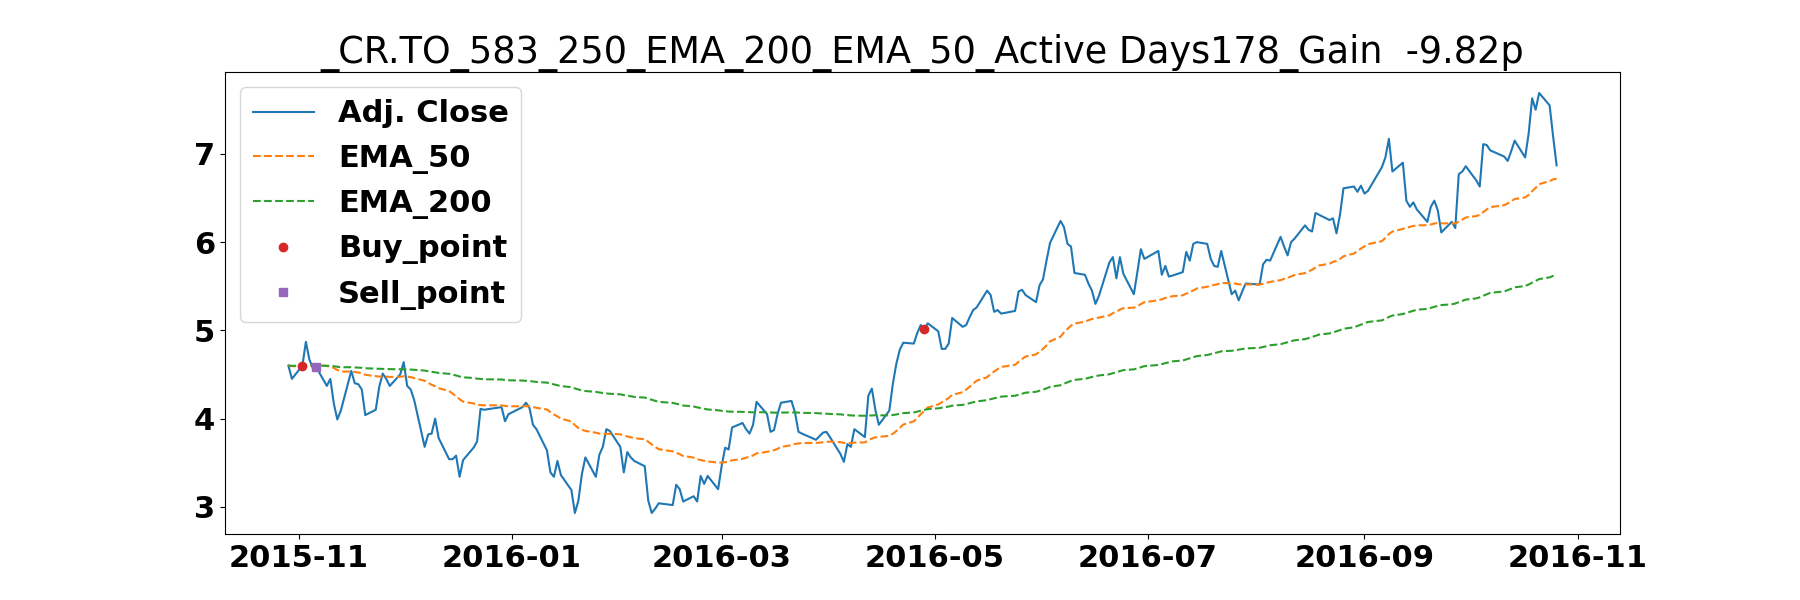 _CR.TO_583_250_EMA_200_EMA_50_Active Days178_Gain  -9.82p
Adj. Close
EMA_50
EMA_200
Buy_point
Sell_point
7
6
5
4
3
2015-11
2016-01
2016-03
2016-05
2016-07
2016-09
2016-11